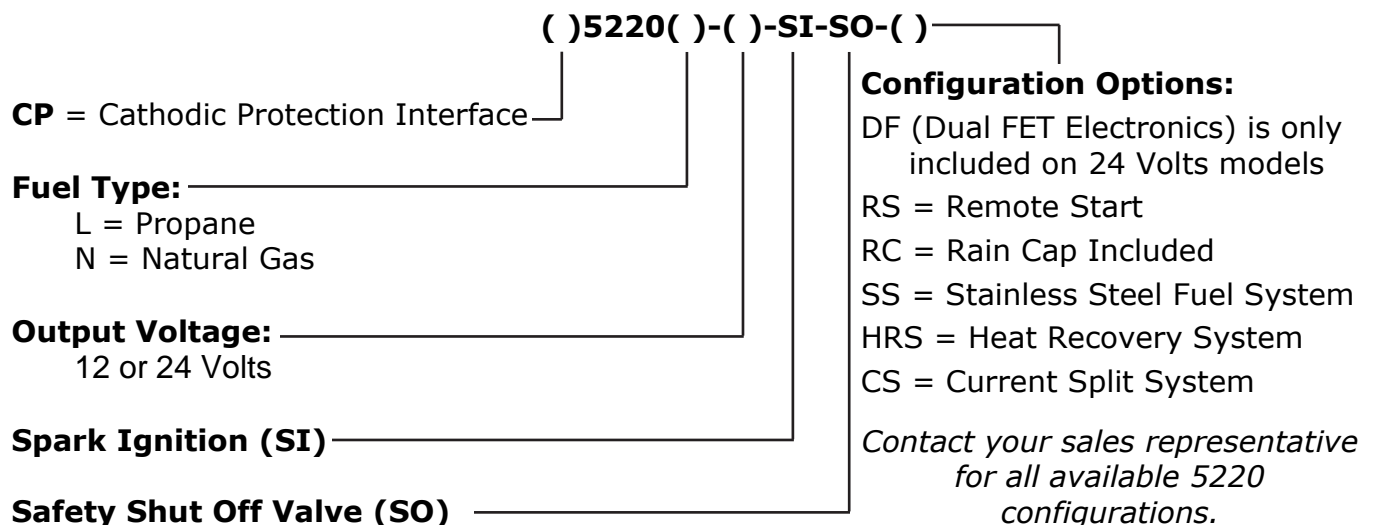 ( )5220( )-( )-SI-SO-( )
CP = Cathodic Protection Interface
Fuel Type:
L = Propane
N = Natural Gas
Output Voltage:
12 or 24 Volts
Spark Ignition (SI)
Safety Shut Off Valve (SO)
Configuration Options:
DF (Dual FET Electronics) is only
included on 24 Volts models
RS = Remote Start
RC = Rain Cap Included
SS = Stainless Steel Fuel System
HRS = Heat Recovery System
CS = Current Split System
Contact your sales representative
for all available 5220
configurations.